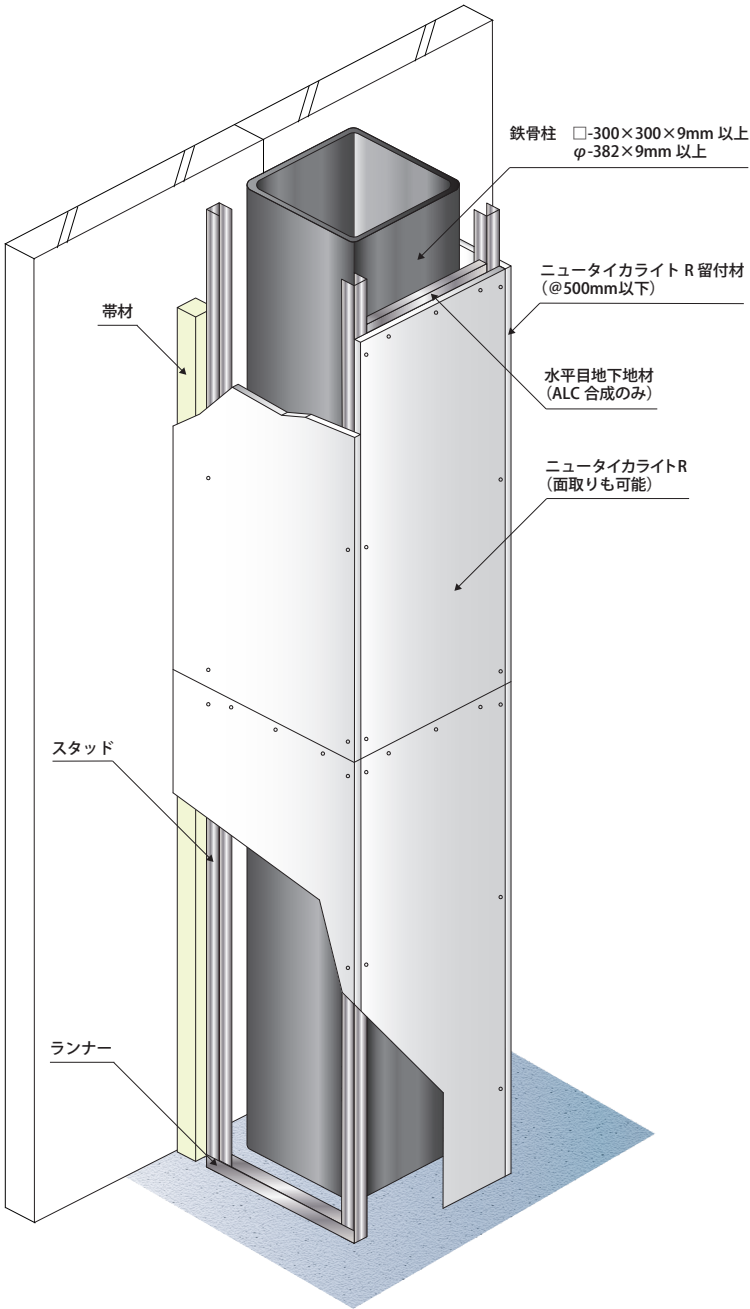 鉄骨柱 □-300×300×9mm 以上
φ-382×9mm 以上
ニュータイカライト R 留付材
（@500mm以下）
帯材
水平目地下地材
（ALC 合成のみ）
ニュータイカライトR
（面取りも可能）
スタッド
ランナー